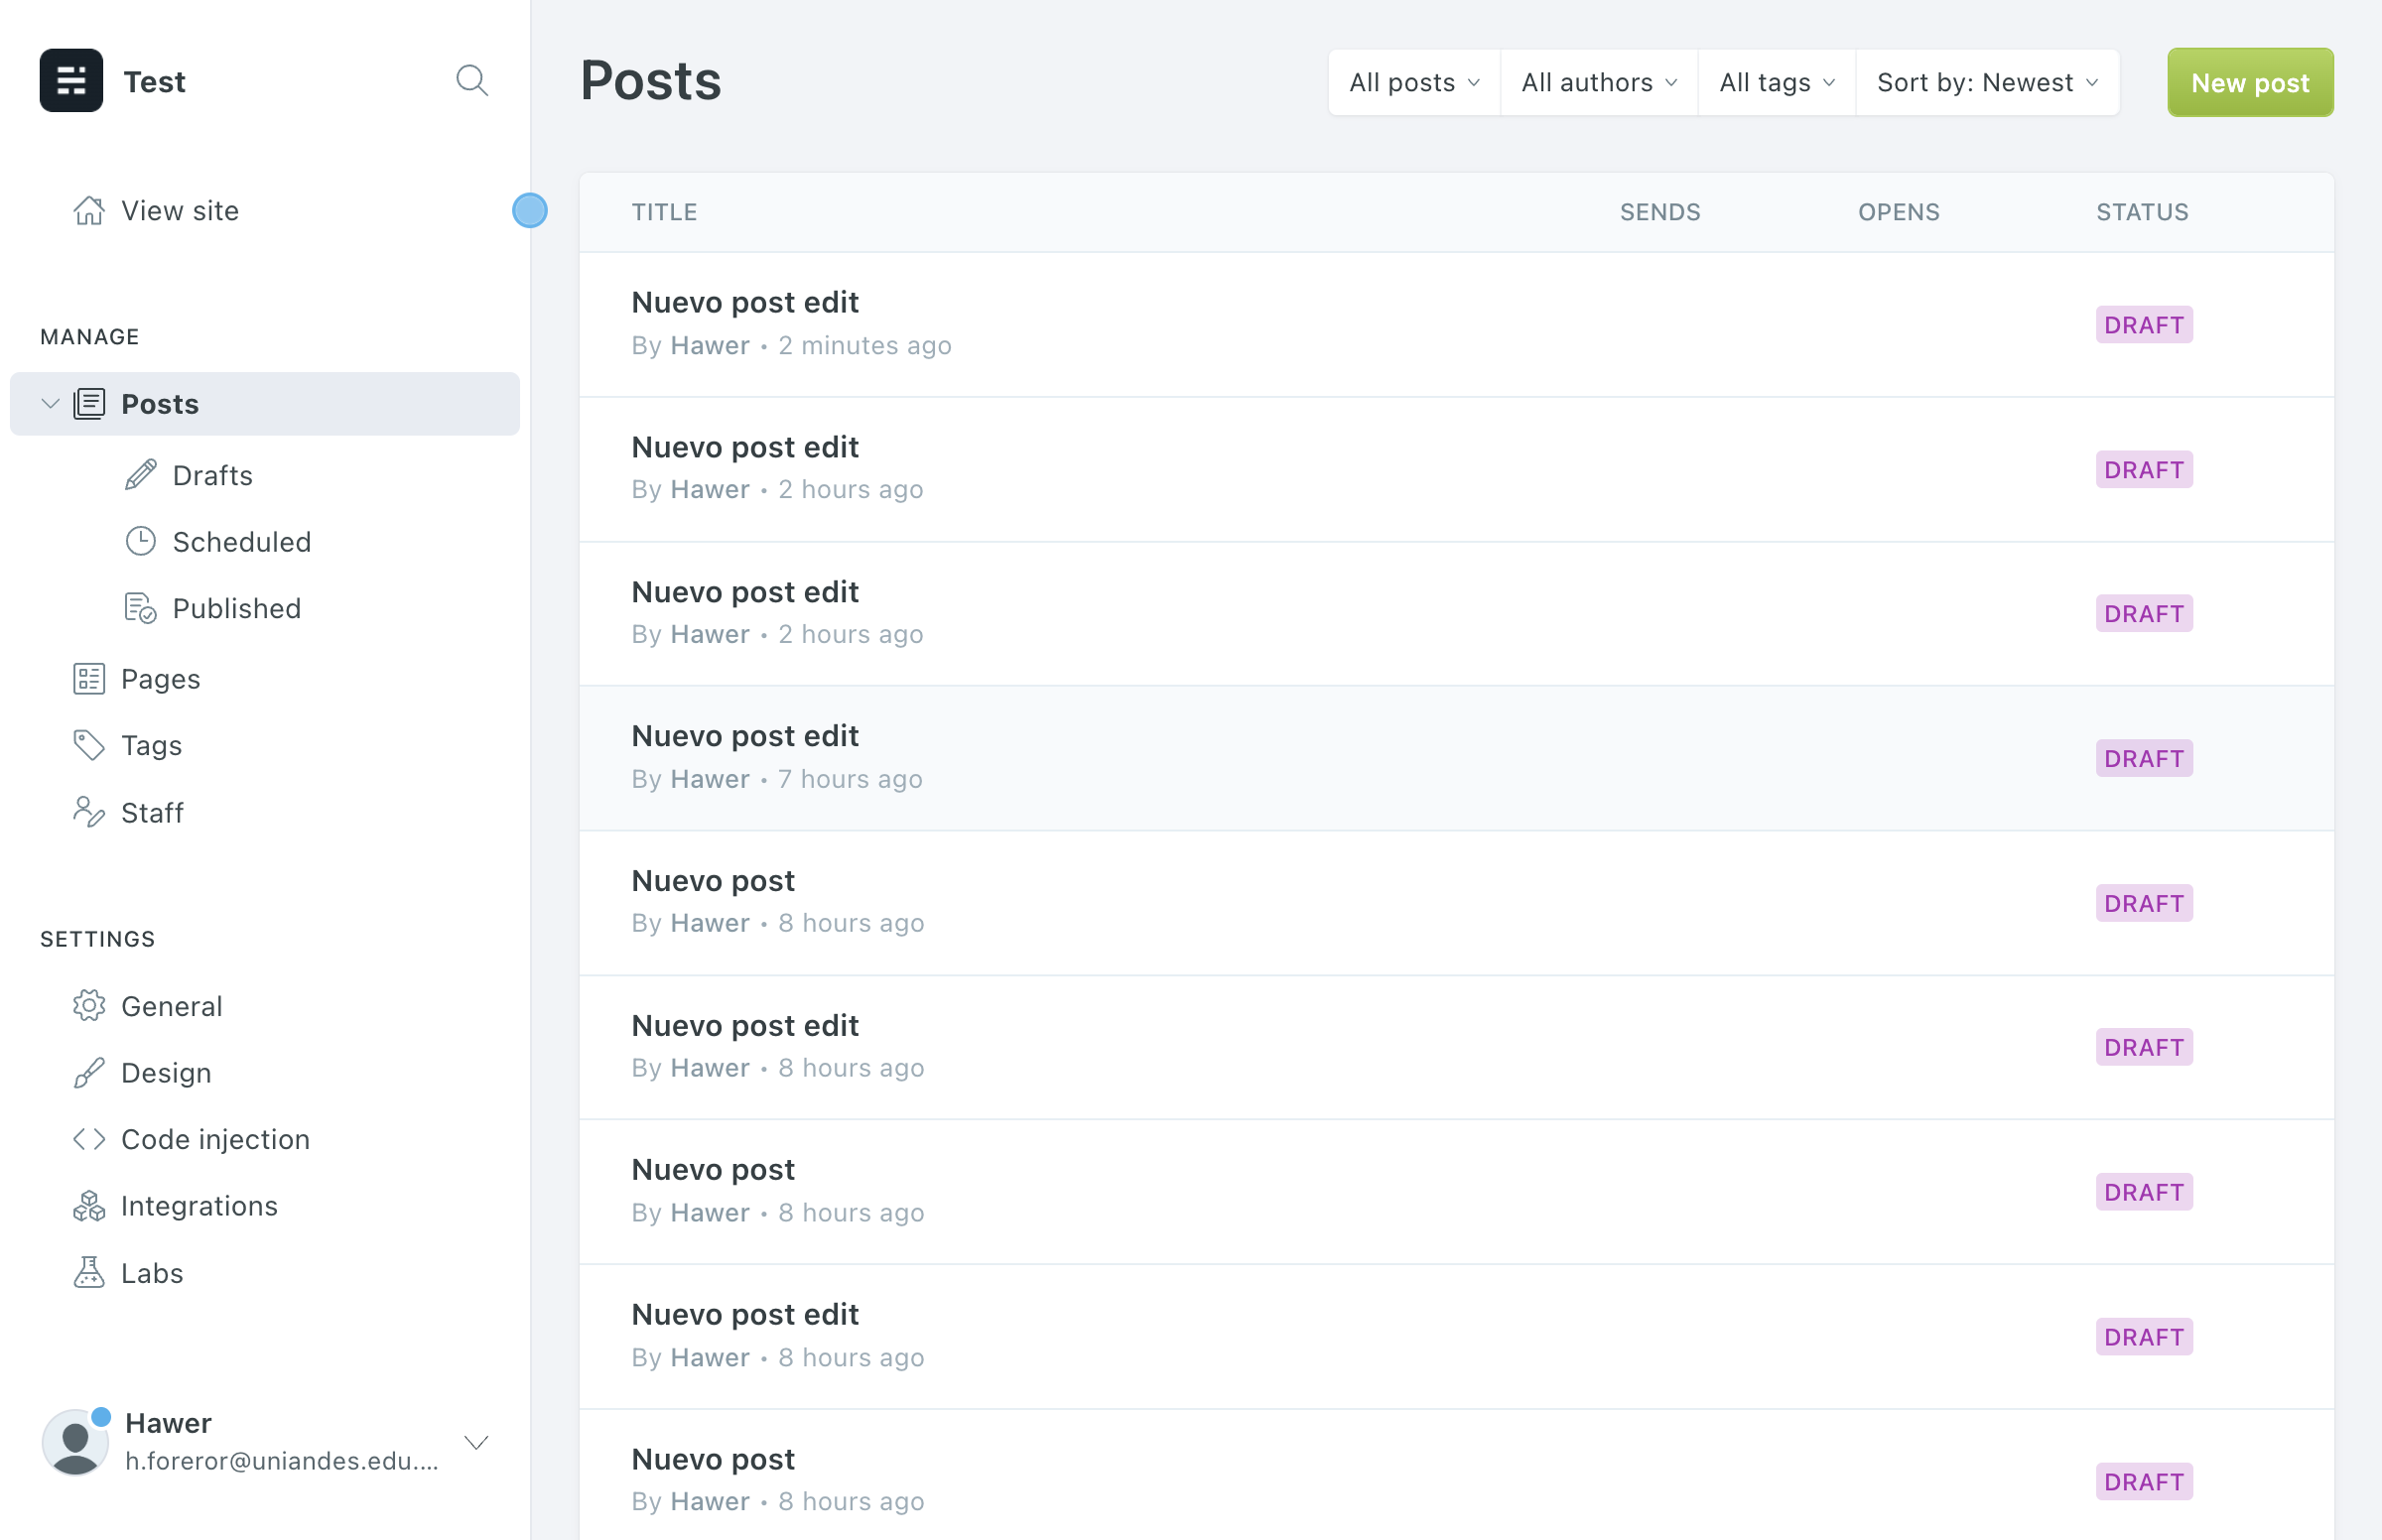 Test
View site
MANAGE
Posts
Drafts
Scheduled
Published
Pages
Tags
Staff
SETTINGS
General
Design
Code injection
Integrations
Labs
Hawer
h.foreror@uniandes.edu....
Posts
All posts All authors All tags Sort by: Newest New post
TITLE SENDS OPENS STATUS
Nuevo post edit
By Hawer • 2 minutes ago
DRAFT
Nuevo post edit
By Hawer • 2 hours ago
DRAFT
Nuevo post edit
By Hawer • 2 hours ago
DRAFT
Nuevo post edit
By Hawer • 7 hours ago
DRAFT
Nuevo post
By Hawer • 8 hours ago
DRAFT
Nuevo post edit
By Hawer • 8 hours ago
DRAFT
Nuevo post
By Hawer • 8 hours ago
DRAFT
Nuevo post edit
By Hawer • 8 hours ago
DRAFT
Nuevo post
By Hawer • 8 hours ago
DRAFT